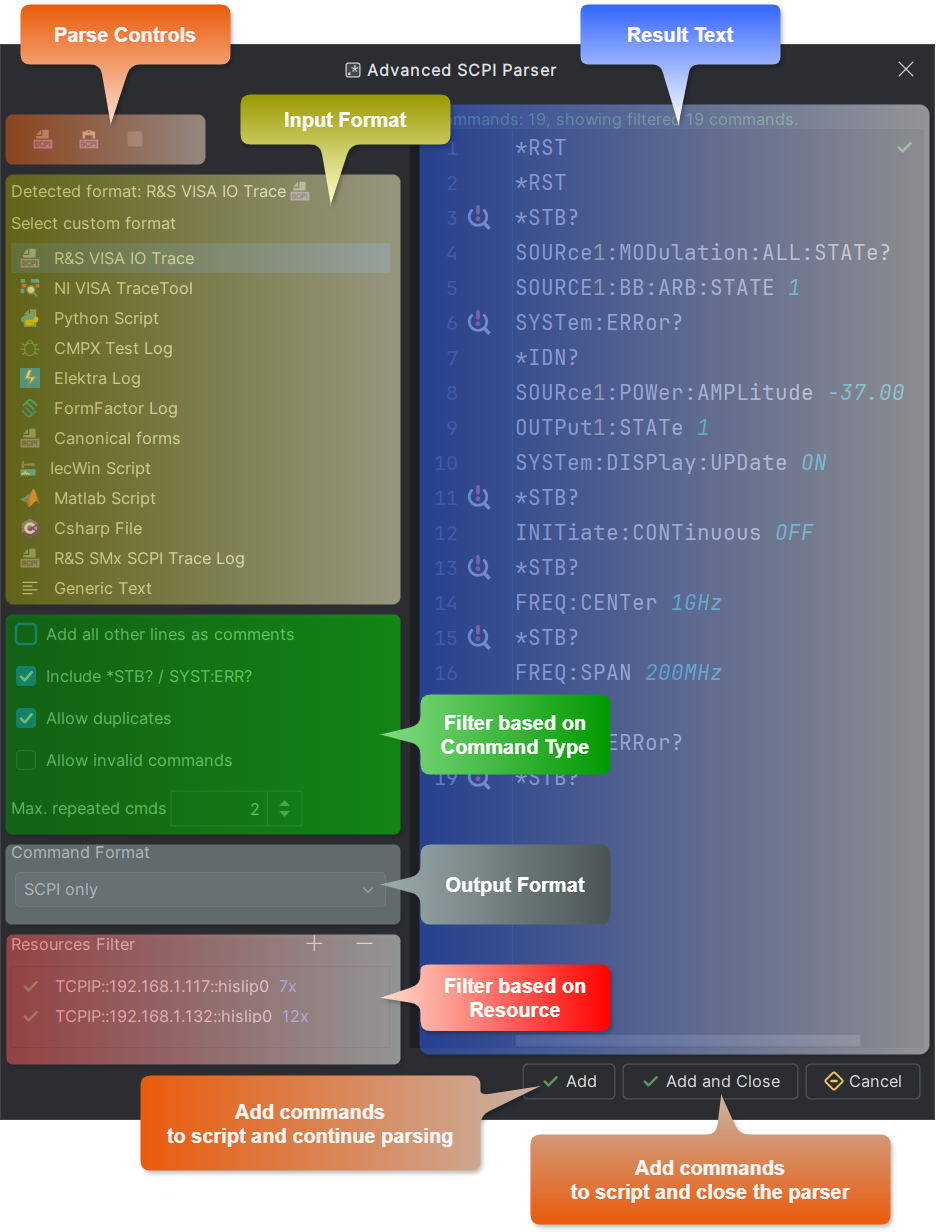 Parse Controls
Result Text
Advanced SCPI Parser
Input Format
ommands: 19, showing filtered 19 commands.
Detected format: R&S VISA IO Trace
Select custom format
R&S VISA IO Trace
NI VISA TraceTool
Python Script
CMPX Test Log
Elektra Log
FormFactor Log
Canonical forms
IecWin Script
Matlab Script
Csharp File
R&S SMx SCPI Trace Log
Generic Text
Add all other lines as comments
Include *STB? / SYST:ERR?
Allow duplicates
Allow invalid commands
Max. repeated cmds 2
Command Format
SCPI only
Resources Filter
TCPIP::192.168.1.117::hislip0 7x
TCPIP::192.168.1.132::hislip0 12x
1 *RST
2 *RST
3 *STB?
4 SOURce1:MODulation:ALL:STATe?
5 SOURCE1:BB:ARB:STATE 1
6 SYSTem:ERRor?
7 *IDN?
8 SOURce1:POWer:AMPLitude -37.00
9 OUTPut1:STATe 1
10 SYSTem:DISPlay:UPDate ON
11 *STB?
12 INITiate:CONTinuous OFF
13 *STB?
14 FREQ:CENTer 1GHz
15 *STB?
16 FREQ:SPAN 200MHz
ERRor?
19 *STB?
Filter based on
Command Type
Output Format
Filter based on
Resource
Add
Add and Close
Cancel
Add commands
to script and continue parsing
Add commands
to script and close the parser